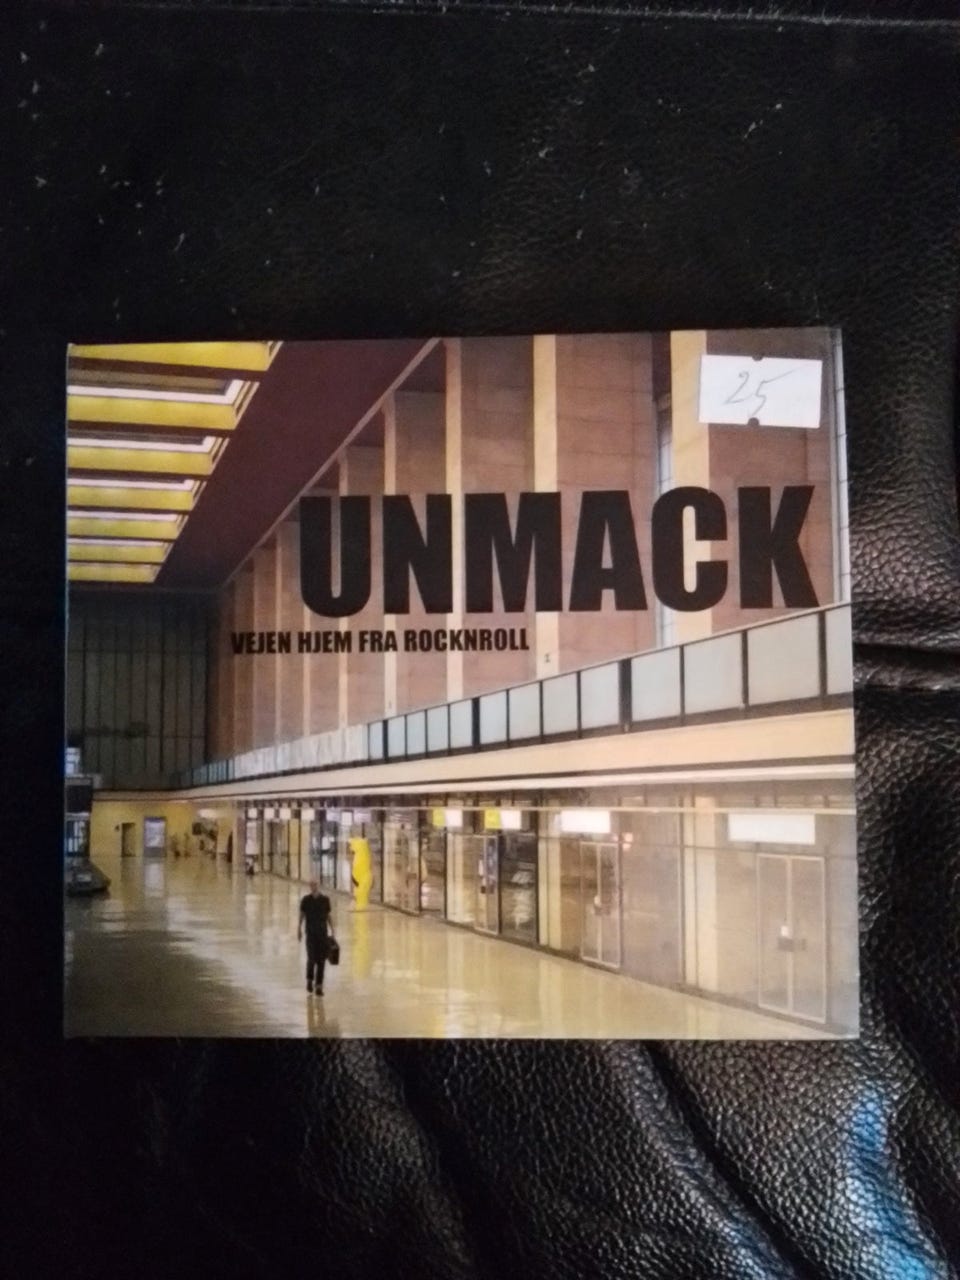 25
UNMACK
VEJEN HJEM FRA ROCKNROLL